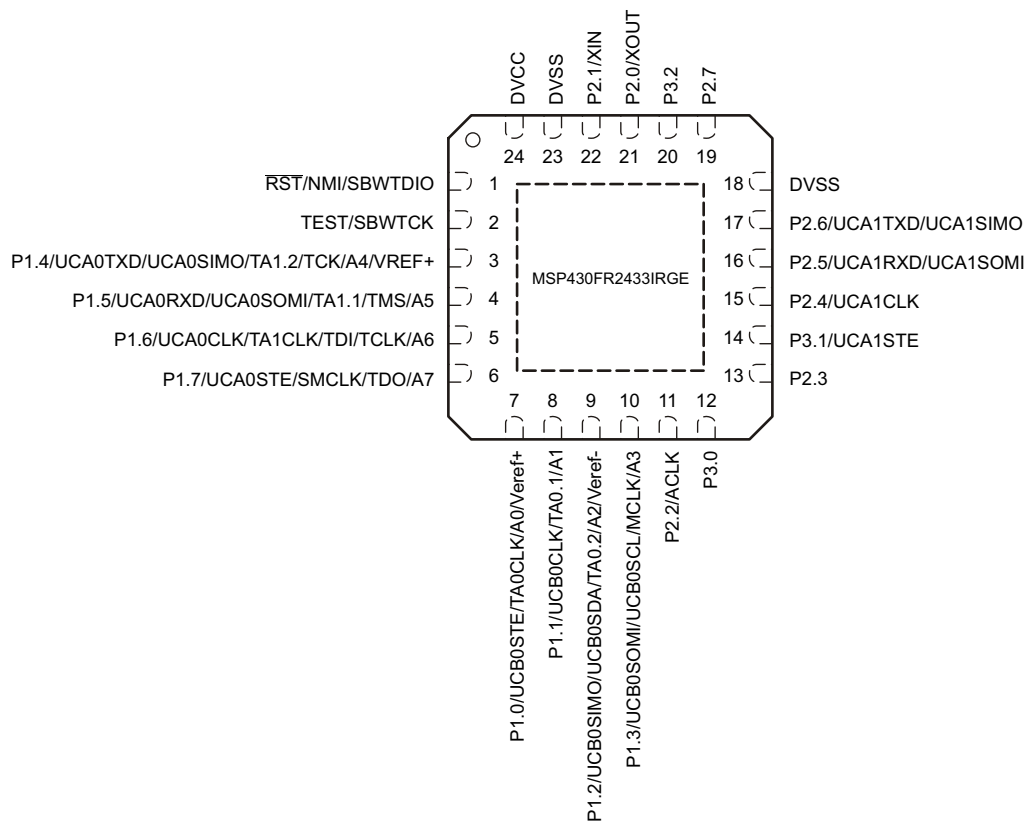 DVCC
DVSS
P2.1/XIN
P2.0/XOUT
P3.2
P2.7
24
23
22
21
20
19
RST/NMI/SBWTDIO
1
18
DVSS
TEST/SBWTCK
2
17
P2.6/UCA1TXD/UCA1SIMO
P1.4/UCA0TXD/UCA0SIMO/TA1.2/TCK/A4/VREF+
3
16
P2.5/UCA1RXD/UCA1SOMI
MSP430FR2433IRGE
P1.5/UCA0RXD/UCA0SOMI/TA1.1/TMS/A5
4
15
P2.4/UCA1CLK
P1.6/UCA0CLK/TA1CLK/TDI/TCLK/A6
5
14
P3.1/UCA1STE
P1.7/UCA0STE/SMCLK/TDO/A7
6
13
P2.3
7
8
9
10
11
12
P1.0/UCB0STE/TA0CLK/A0/Veref+
P1.1/UCB0CLK/TA0.1/A1
P1.2/UCB0SIMO/UCB0SDA/TA0.2/A2/Veref-
P1.3/UCB0SOMI/UCB0SCL/MCLK/A3
P2.2/ACLK
P3.0